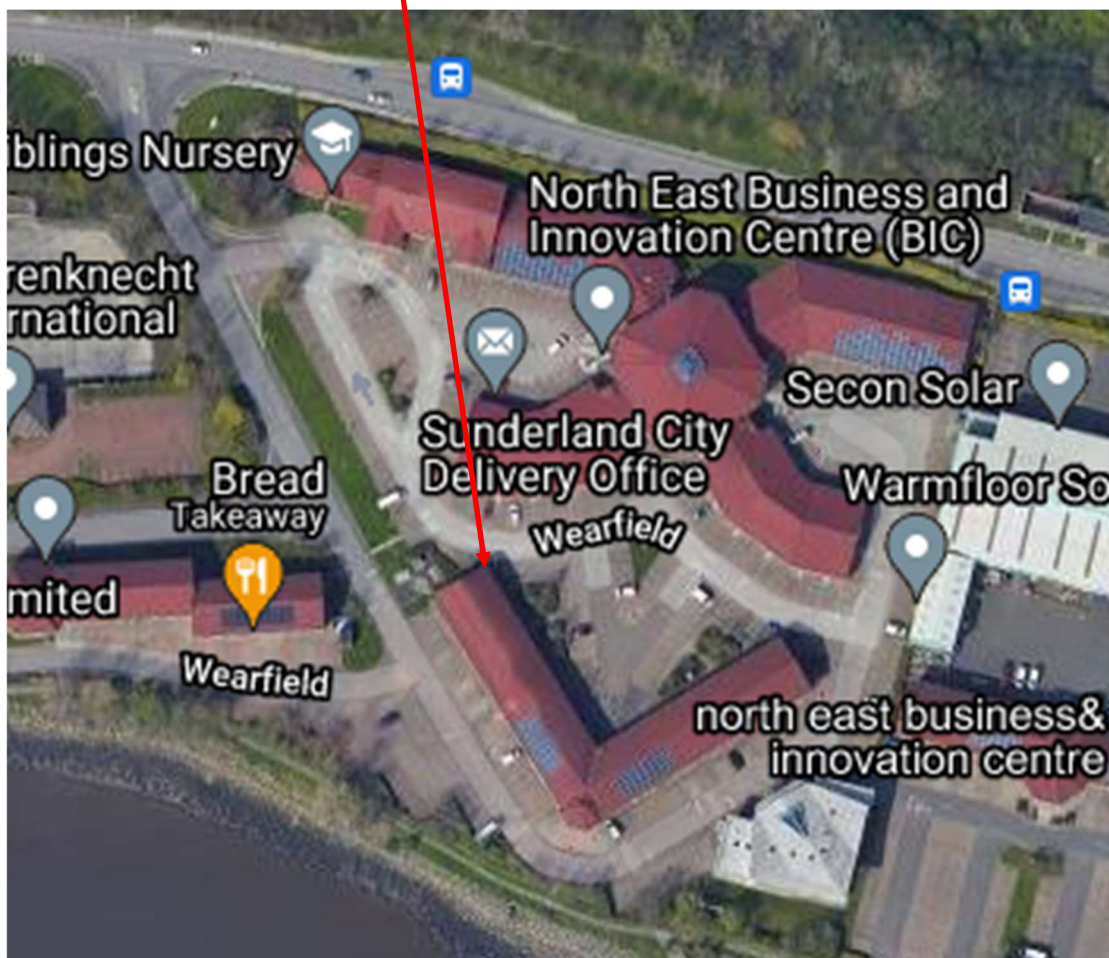 iblings Nursery
North East Business and
Innovation Centre (BIC)
renknecht
rnational
Secon Solar
Sunderland City
Delivery Office
Bread
Takeaway
Warmfloor So
Wearfield
mited
Wearfield
north east business&
innovation centre